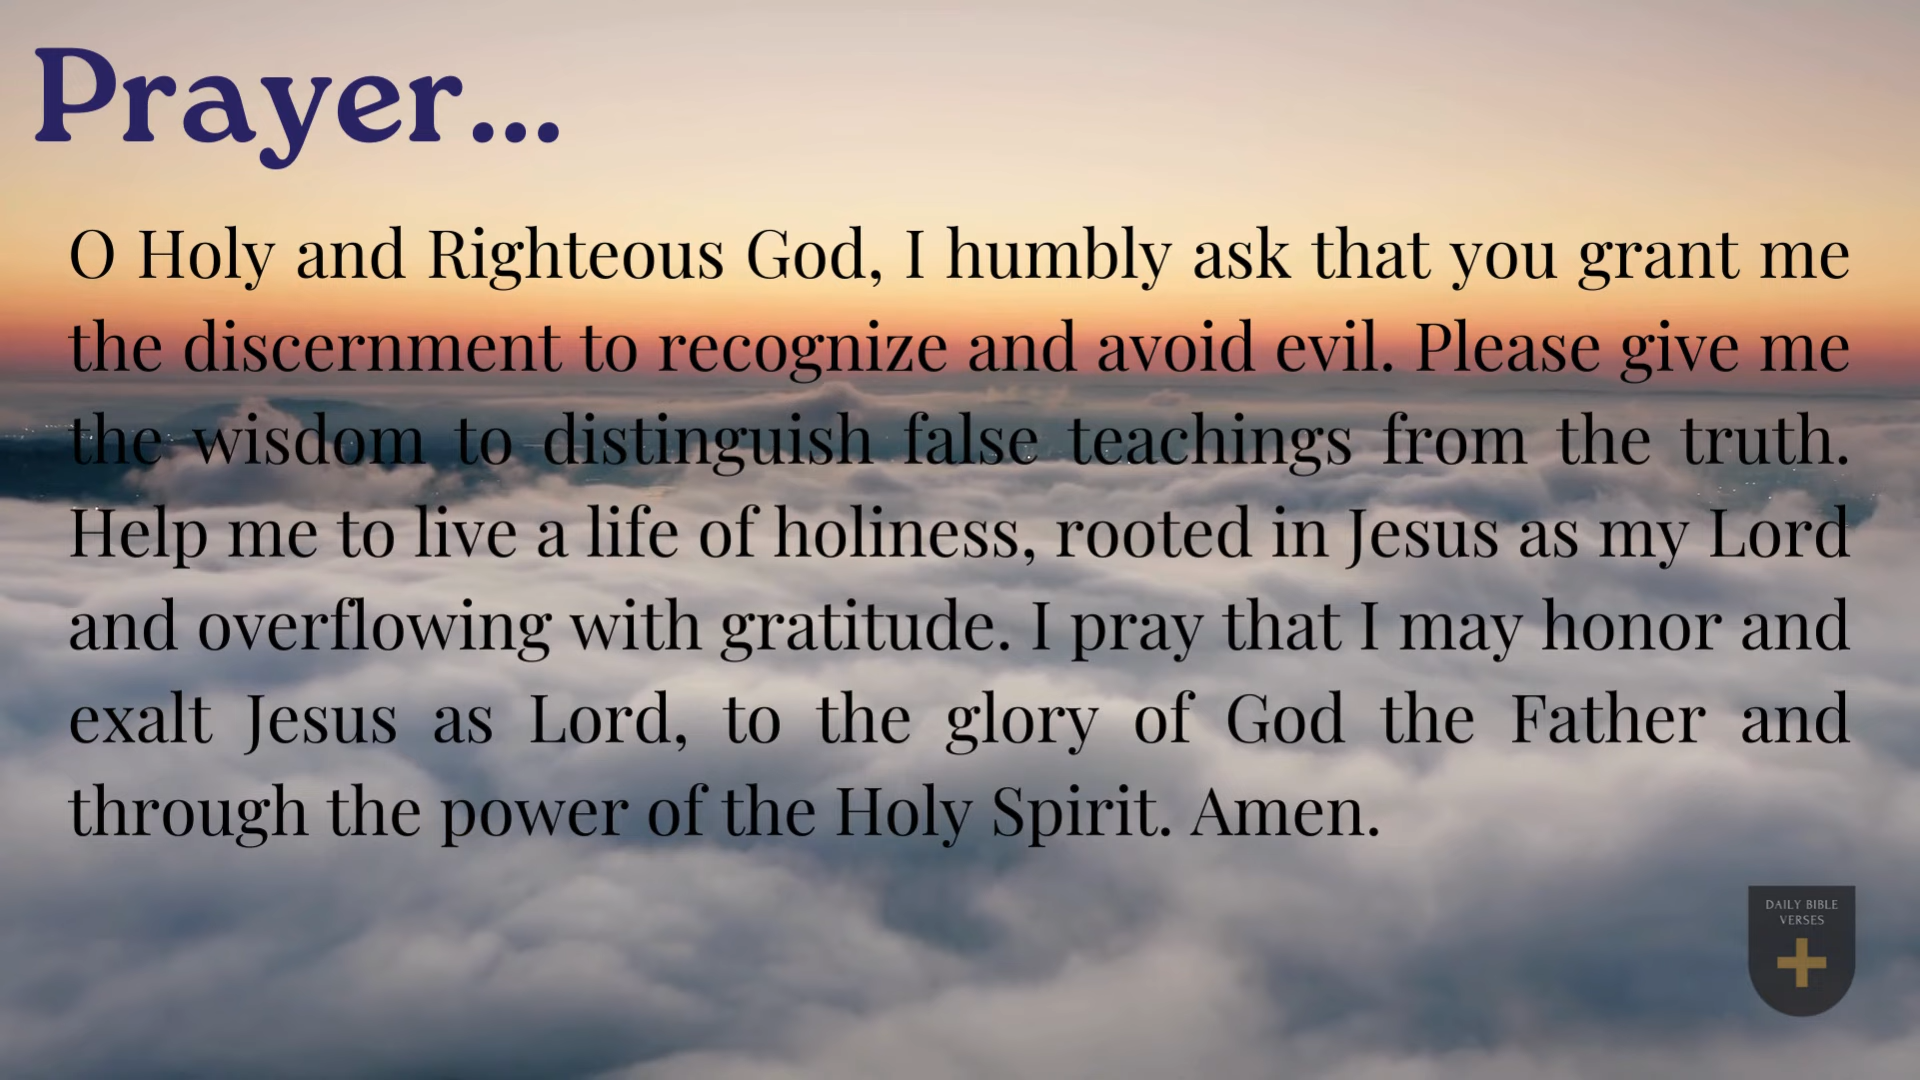 Prayer...
O Holy and Righteous God, I humbly ask that you grant me
the discernment to recognize and avoid evil. Please give me
the wisdom to distinguish false teachings from the truth.
Help me to live a life of holiness, rooted in Jesus as my Lord
and overflowing with gratitude. I pray that I may honor and
exalt Jesus as Lord, to the glory of God the Father and
through the power of the Holy Spirit. Amen.
DAILY BIBLE
VERSES